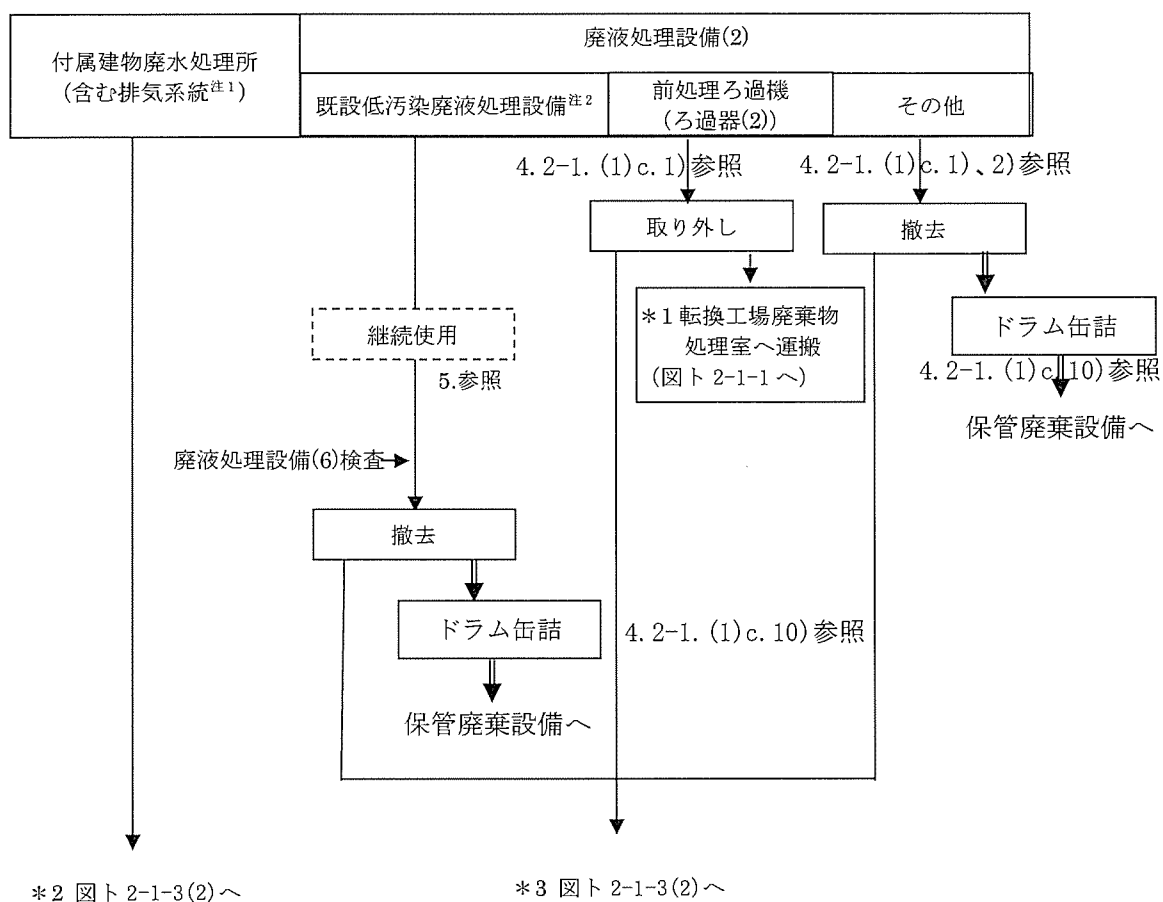 付属建物廃水処理所
(含む排気系統注1)
廃液処理設備(2)
既設低汚染廃液処理設備注2
前処理ろ過機
(ろ過器(2))
その他
4.2-1.(1)c.1)参照
4.2-1.(1)c.1)、2)参照
取り外し
撤去
*1転換工場廃棄物
処理室へ運搬
(図ト2-1-1へ)
ドラム缶詰
4.2-1.(1)c.10)参照
保管廃棄設備へ
継続使用
5.参照
廃液処理設備(6)検査
撤去
ドラム缶詰
4.2-1.(1)c.10)参照
保管廃棄設備へ
*2 図ト2-1-3(2)へ
*3 図ト2-1-3(2)へ